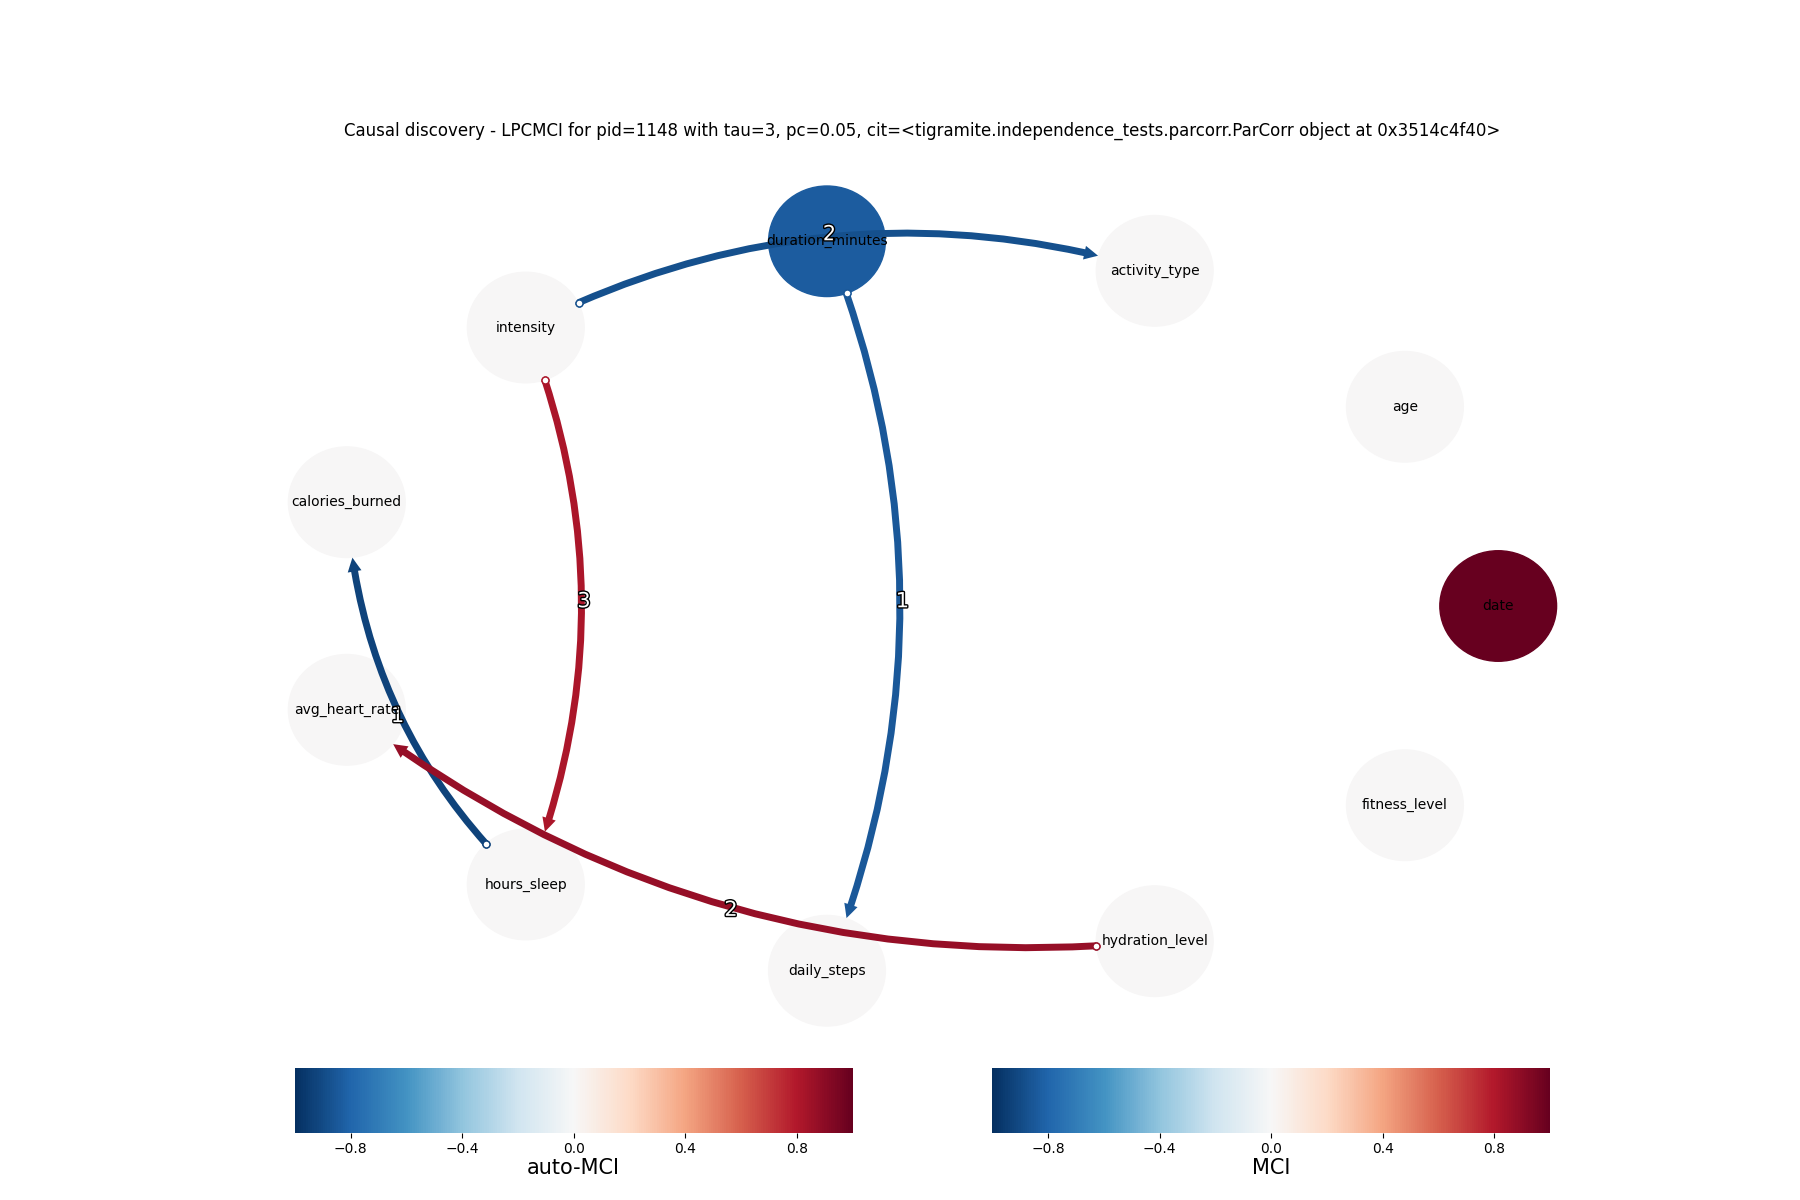 Causal discovery - LPCMCI for pid=1148 with tau=3, pc=0.05, cit=<tigramite.independence_tests.parcorr.ParCorr object at 0x3514c4f40>
2
duration_minutes
activity_type
intensity
age
calories_burned
3
1
date
avg_heart_rate
1
fitness_level
hours_sleep
2
hydration_level
daily_steps
−0.8 −0.4 0.0 0.4 0.8
auto-MCI
−0.8 −0.4 0.0 0.4 0.8
MCI